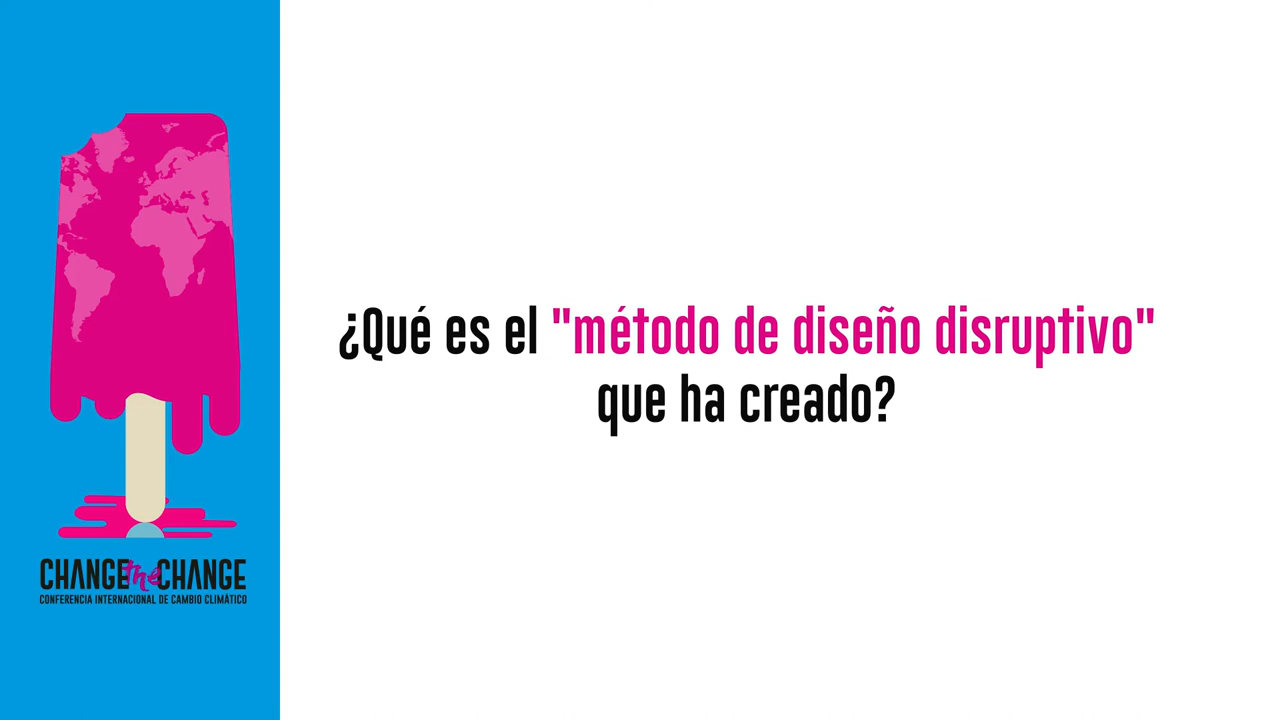 ¿Qué es el "método de diseño disruptivo"
que ha creado?
CHANGE the CHANGE
CONFERENCIA INTERNACIONAL DE CAMBIO CLIMÁTICO